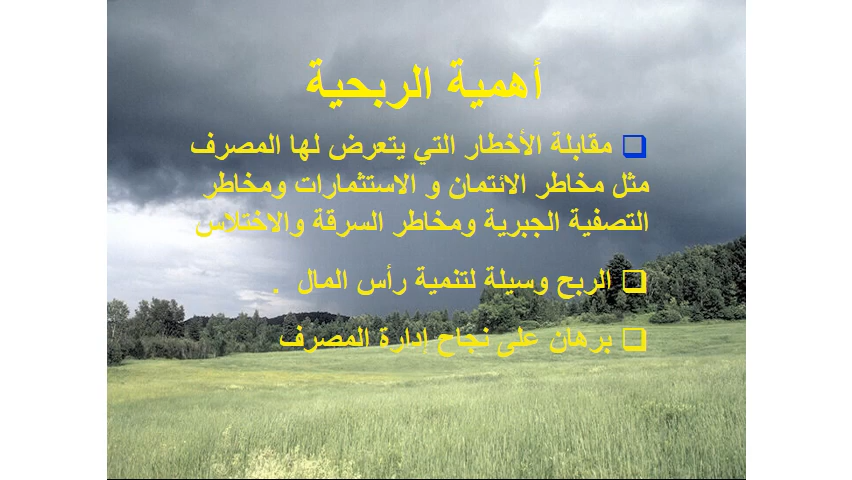 أهمية الربحية
❑ مقابلة الأخطار التي يتعرض لها المصرف
مثل مخاطر الائتمان و الاستثمارات ومخاطر
التصفية الجبرية ومخاطر السرقة والاختلاس
❑ الربح وسيلة لتنمية رأس المال .
❑ برهان على نجاح إدارة المصرف